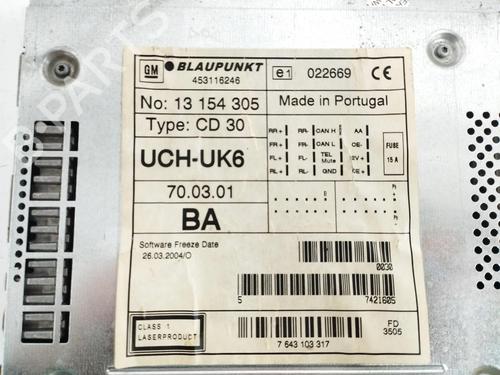 GM BLAUPUNKT
453116246
e1 022669 CE
No: 13 154 305
Made in Portugal
Type: CD 30
UCH-UK6
RR+ RR- CAN H AA
FR+ FR- CAN L OE-
FL+ FL- TEL Mute 12V+
RL+ RL- GND
FUSE
15 A
70.03.01
BA
Software Freeze Date
26.03.2004/O
0030
5 7421605
CLASS 1
LASERPRODUCT
7 643 103 317
FD
3505
B-PARTS